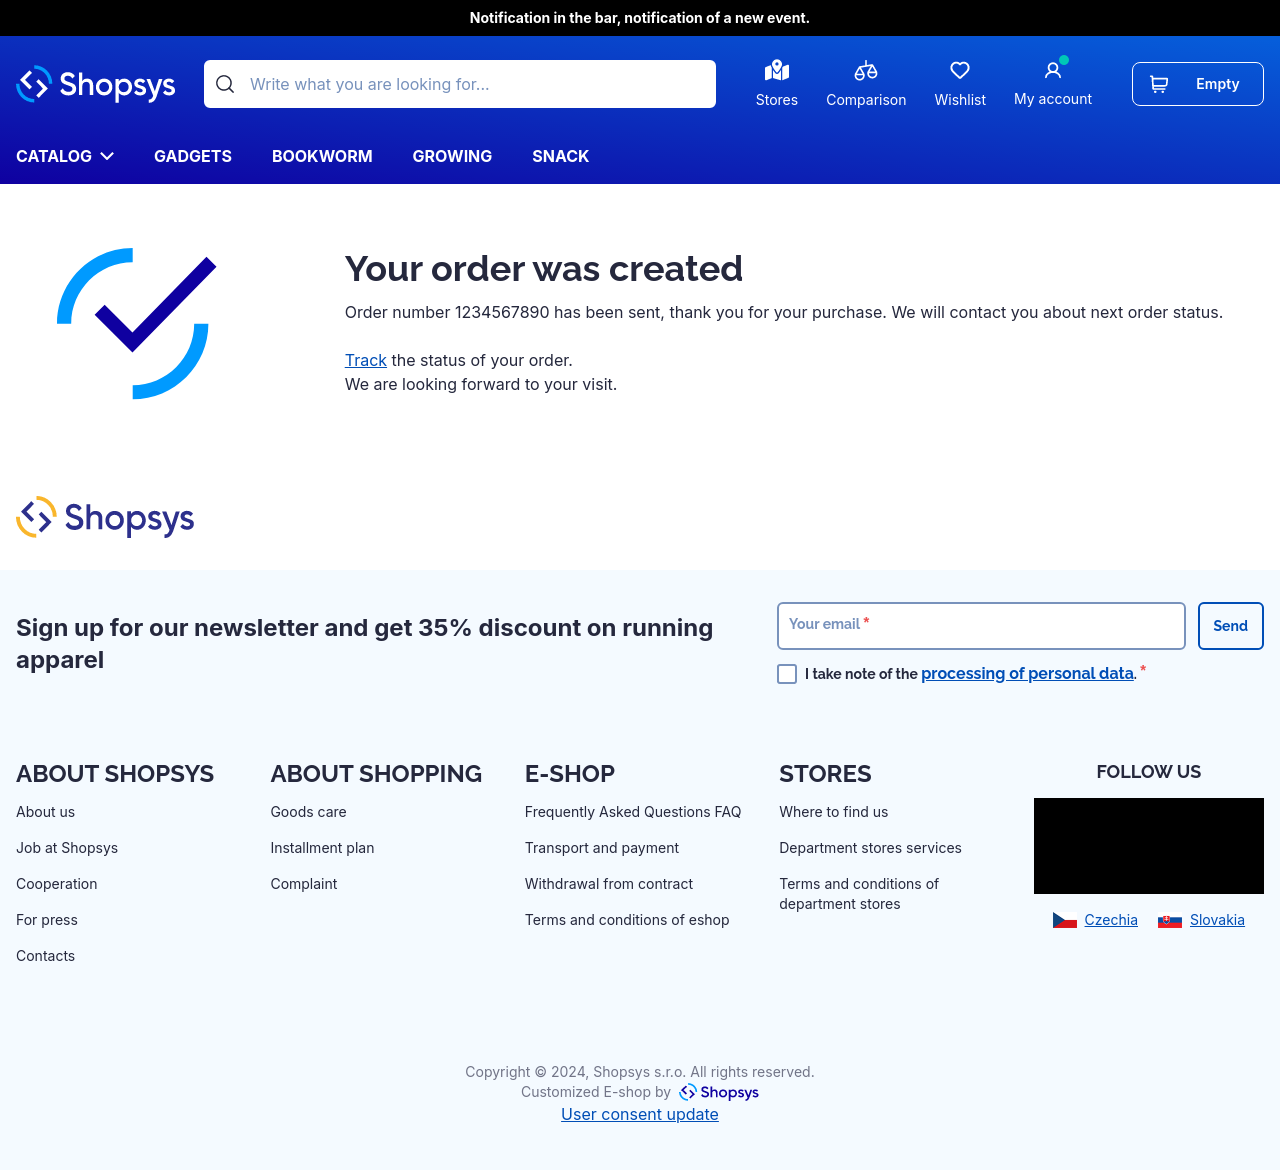 Notification in the bar, notification of a new event.
Shopsys
Write what you are looking for...
Stores
Comparison
Wishlist
My account
Empty
CATALOG
GADGETS
BOOKWORM
GROWING
SNACK
Your order was created
Order number 1234567890 has been sent, thank you for your purchase. We will contact you about next order status.
Track the status of your order.
We are looking forward to your visit.
Shopsys
Sign up for our newsletter and get 35% discount on running
apparel
Your email *
Send
I take note of the processing of personal data. *
ABOUT SHOPSYS
About us
Job at Shopsys
Cooperation
For press
Contacts
ABOUT SHOPPING
Goods care
Installment plan
Complaint
E-SHOP
Frequently Asked Questions FAQ
Transport and payment
Withdrawal from contract
Terms and conditions of eshop
STORES
Where to find us
Department stores services
Terms and conditions of
department stores
FOLLOW US
Czechia
Slovakia
Copyright © 2024, Shopsys s.r.o. All rights reserved.
Customized E-shop by Shopsys
User consent update